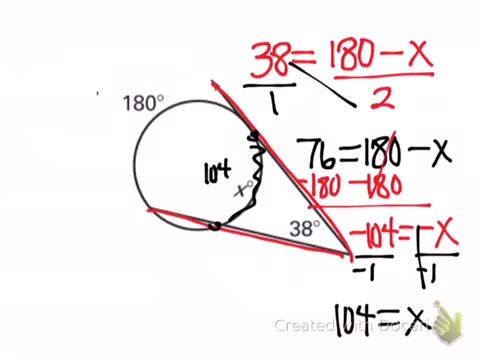 38 = 180 - x
1 2
180°
104
x°
38°
76 = 180 - x
-180 -180
-104 = -x
-1 -1
104 = x
Created with Doceri